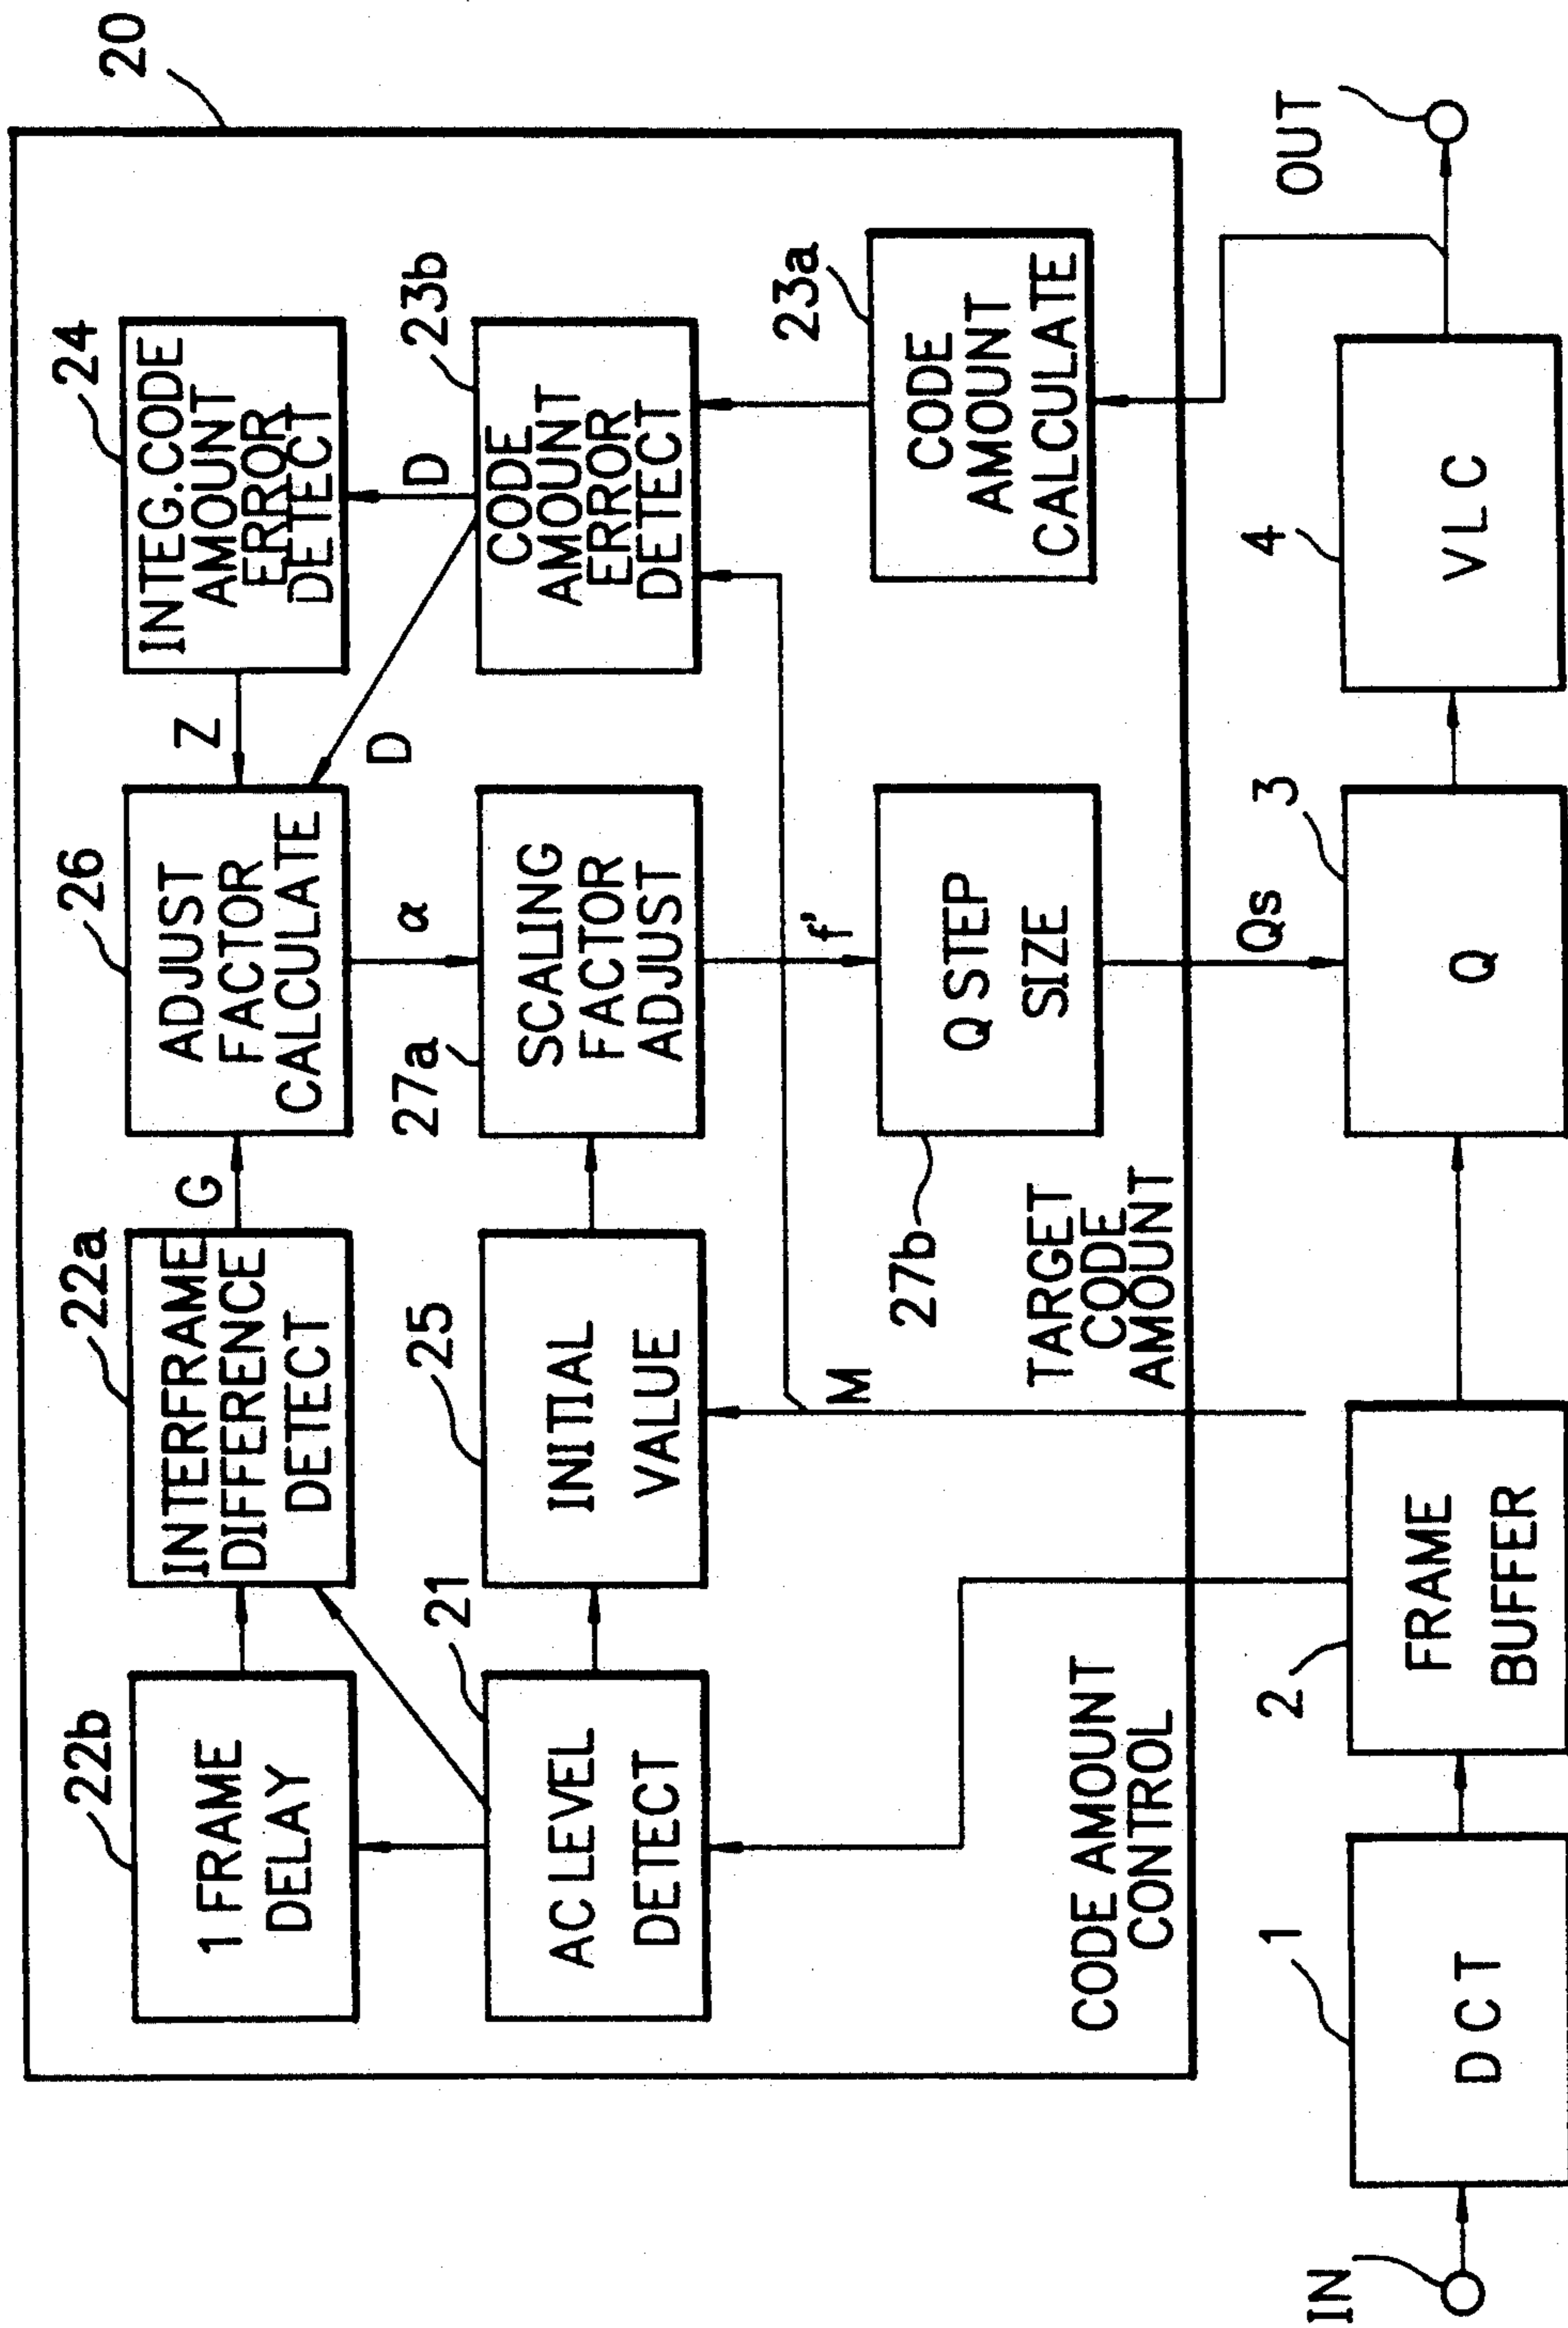 20
22b
1 FRAME
DELAY
22a
INTERFRAME
DIFFERENCE
DETECT
G
26
ADJUST
FACTOR
CALCULATE
Z
24
INTEG.CODE
AMOUNT
ERROR
DETECT
D
D
α
21
AC LEVEL
DETECT
25
INITIAL
VALUE
27a
SCALING
FACTOR
ADJUST
23b
CODE
AMOUNT
ERROR
DETECT
M
f'
27b
Q STEP
SIZE
23a
CODE
AMOUNT
CALCULATE
CODE AMOUNT
CONTROL
TARGET
CODE
AMOUNT
Qs
IN
1
DCT
2
FRAME
BUFFER
3
Q
4
VLC
OUT